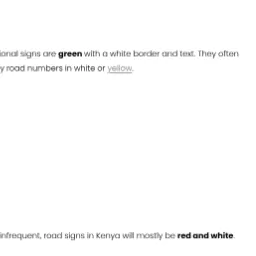 ional signs are green with a white border and text. They often
y road numbers in white or yellow.
infrequent, road signs in Kenya will mostly be red and white.